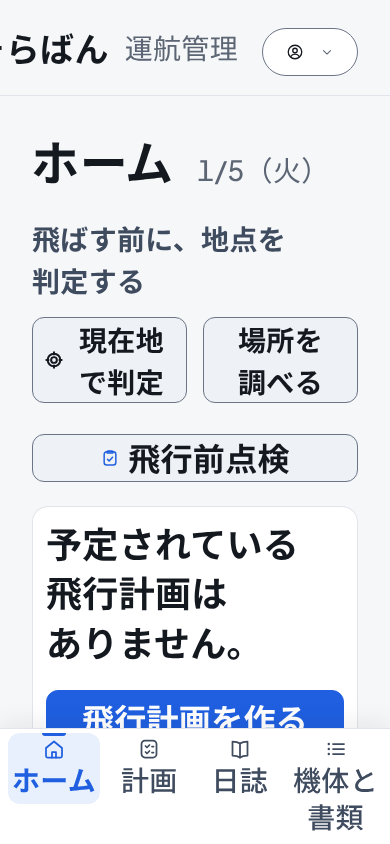 らばん 運航管理
ホーム 1/5（火）
飛ばす前に、地点を
判定する
現在地
で判定
場所を
調べる
飛行前点検
予定されている
飛行計画は
ありません。
飛行計画を作る
ホーム
計画
日誌
機体と
書類